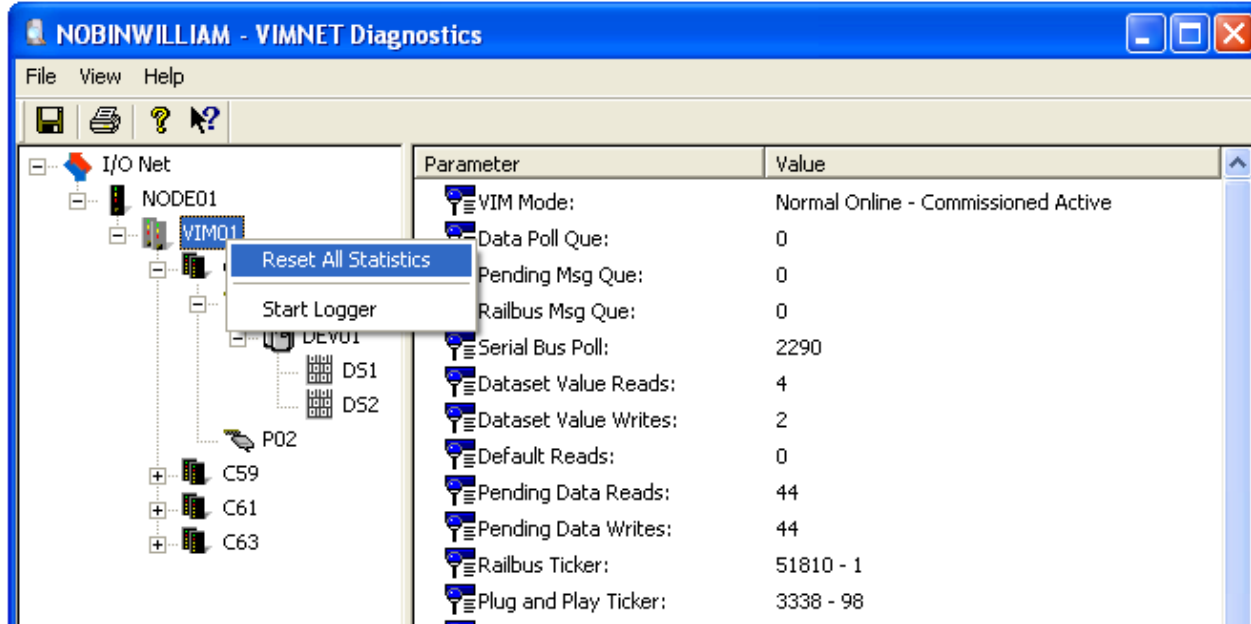 NOBINWILLIAM - VIMNET Diagnostics
File View Help
I/O Net
NODE01
VIM01
Reset All Statistics
Start Logger
DEV01
DS1
DS2
P02
C59
C61
C63
Parameter Value
VIM Mode: Normal Online - Commissioned Active
Data Poll Que: 0
Pending Msg Que: 0
Railbus Msg Que: 0
Serial Bus Poll: 2290
Dataset Value Reads: 4
Dataset Value Writes: 2
Default Reads: 0
Pending Data Reads: 44
Pending Data Writes: 44
Railbus Ticker: 51810 - 1
Plug and Play Ticker: 3338 - 98